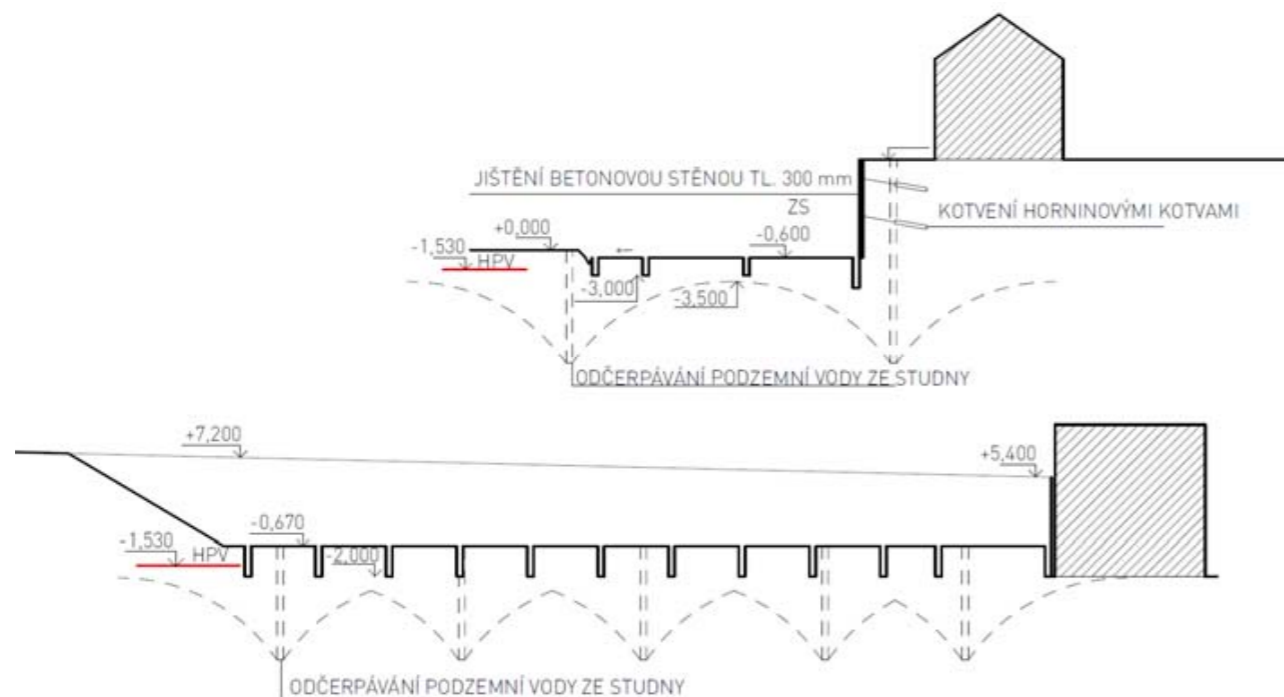 JIŠTĚNÍ BETONOVOU STĚNOU TL. 300 mm
ZS
KOTVENÍ HORNINOVÝMI KOTVAMI
+0,000
-0,600
-1,530
HPV
-3,000
-3,500
ODČERPÁVÁNÍ PODZEMNÍ VODY ZE STUDNY
+7,200
+5,400
-0,670
-1,530
HPV
-2,000
ODČERPÁVÁNÍ PODZEMNÍ VODY ZE STUDNY